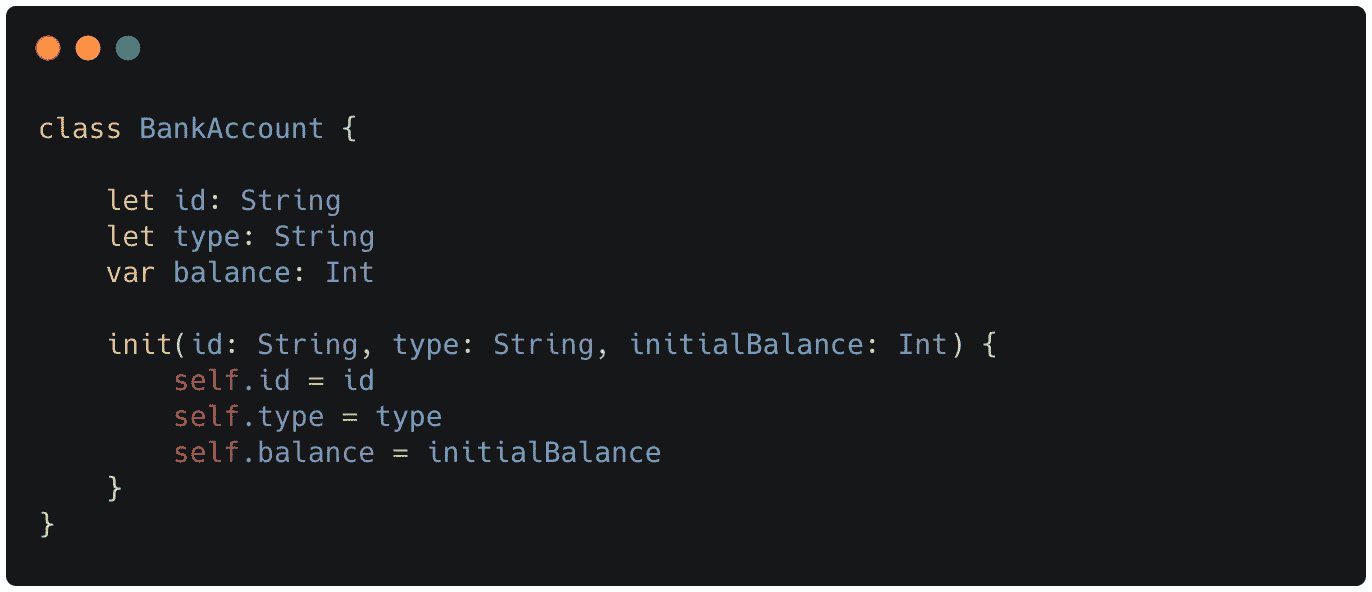 class BankAccount {
let id: String
let type: String
var balance: Int
init(id: String, type: String, initialBalance: Int) {
self.id = id
self.type = type
self.balance = initialBalance
}
}